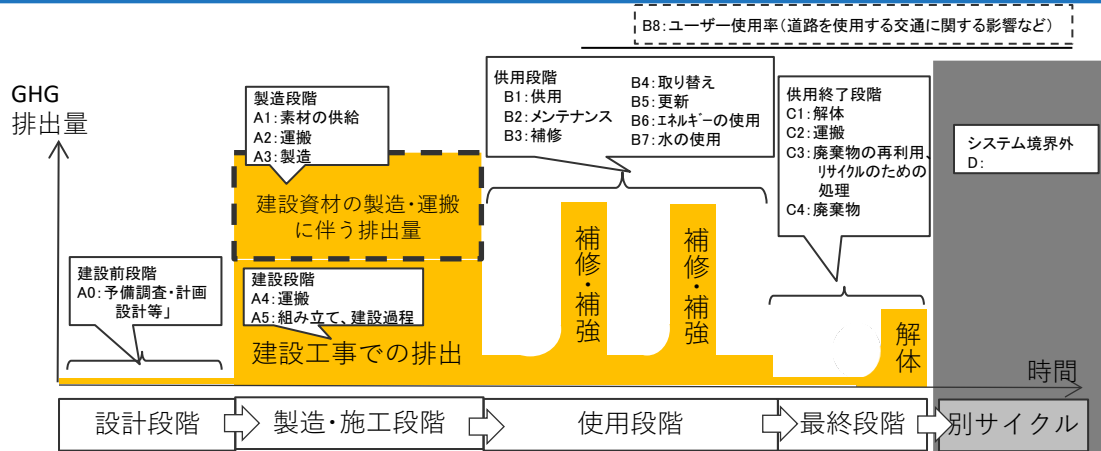 B8:ユーザー使用率(道路を使用する交通に関する影響など)
GHG
排出量
製造段階
A1:素材の供給
A2:運搬
A3:製造
供用段階
B1:供用
B2:メンテナンス
B3:補修
B4:取り替え
B5:更新
B6:エネルギーの使用
B7:水の使用
供用終了段階
C1:解体
C2:運搬
C3:廃棄物の再利用、
リサイクルのための
処理
C4:廃棄物
システム境界外
D:
建設資材の製造・運搬
に伴う排出量
建設前段階
A0:予備調査・計画
設計等」
建設段階
A4:運搬
A5:組み立て、建設過程
建設工事での排出
補修・補強
補修・補強
解体
時間
設計段階
製造・施工段階
使用段階
最終段階
別サイクル